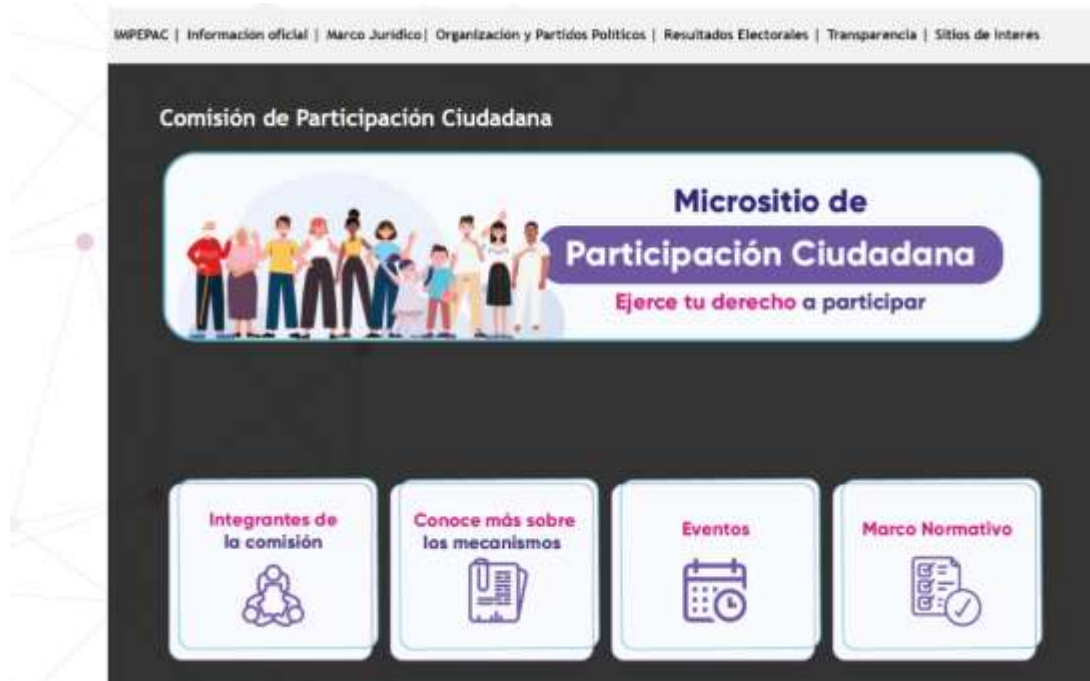 IMPEPAC | Información oficial | Marco Jurídico| Organización y Partidos Políticos | Resultados Electorales | Transparencia | Sitios de Interés
Comisión de Participación Ciudadana
Micrositio de
Participación Ciudadana
Ejerce tu derecho a participar
Integrantes de
la comisión
Conoce más sobre
los mecanismos
Eventos
Marco Normativo